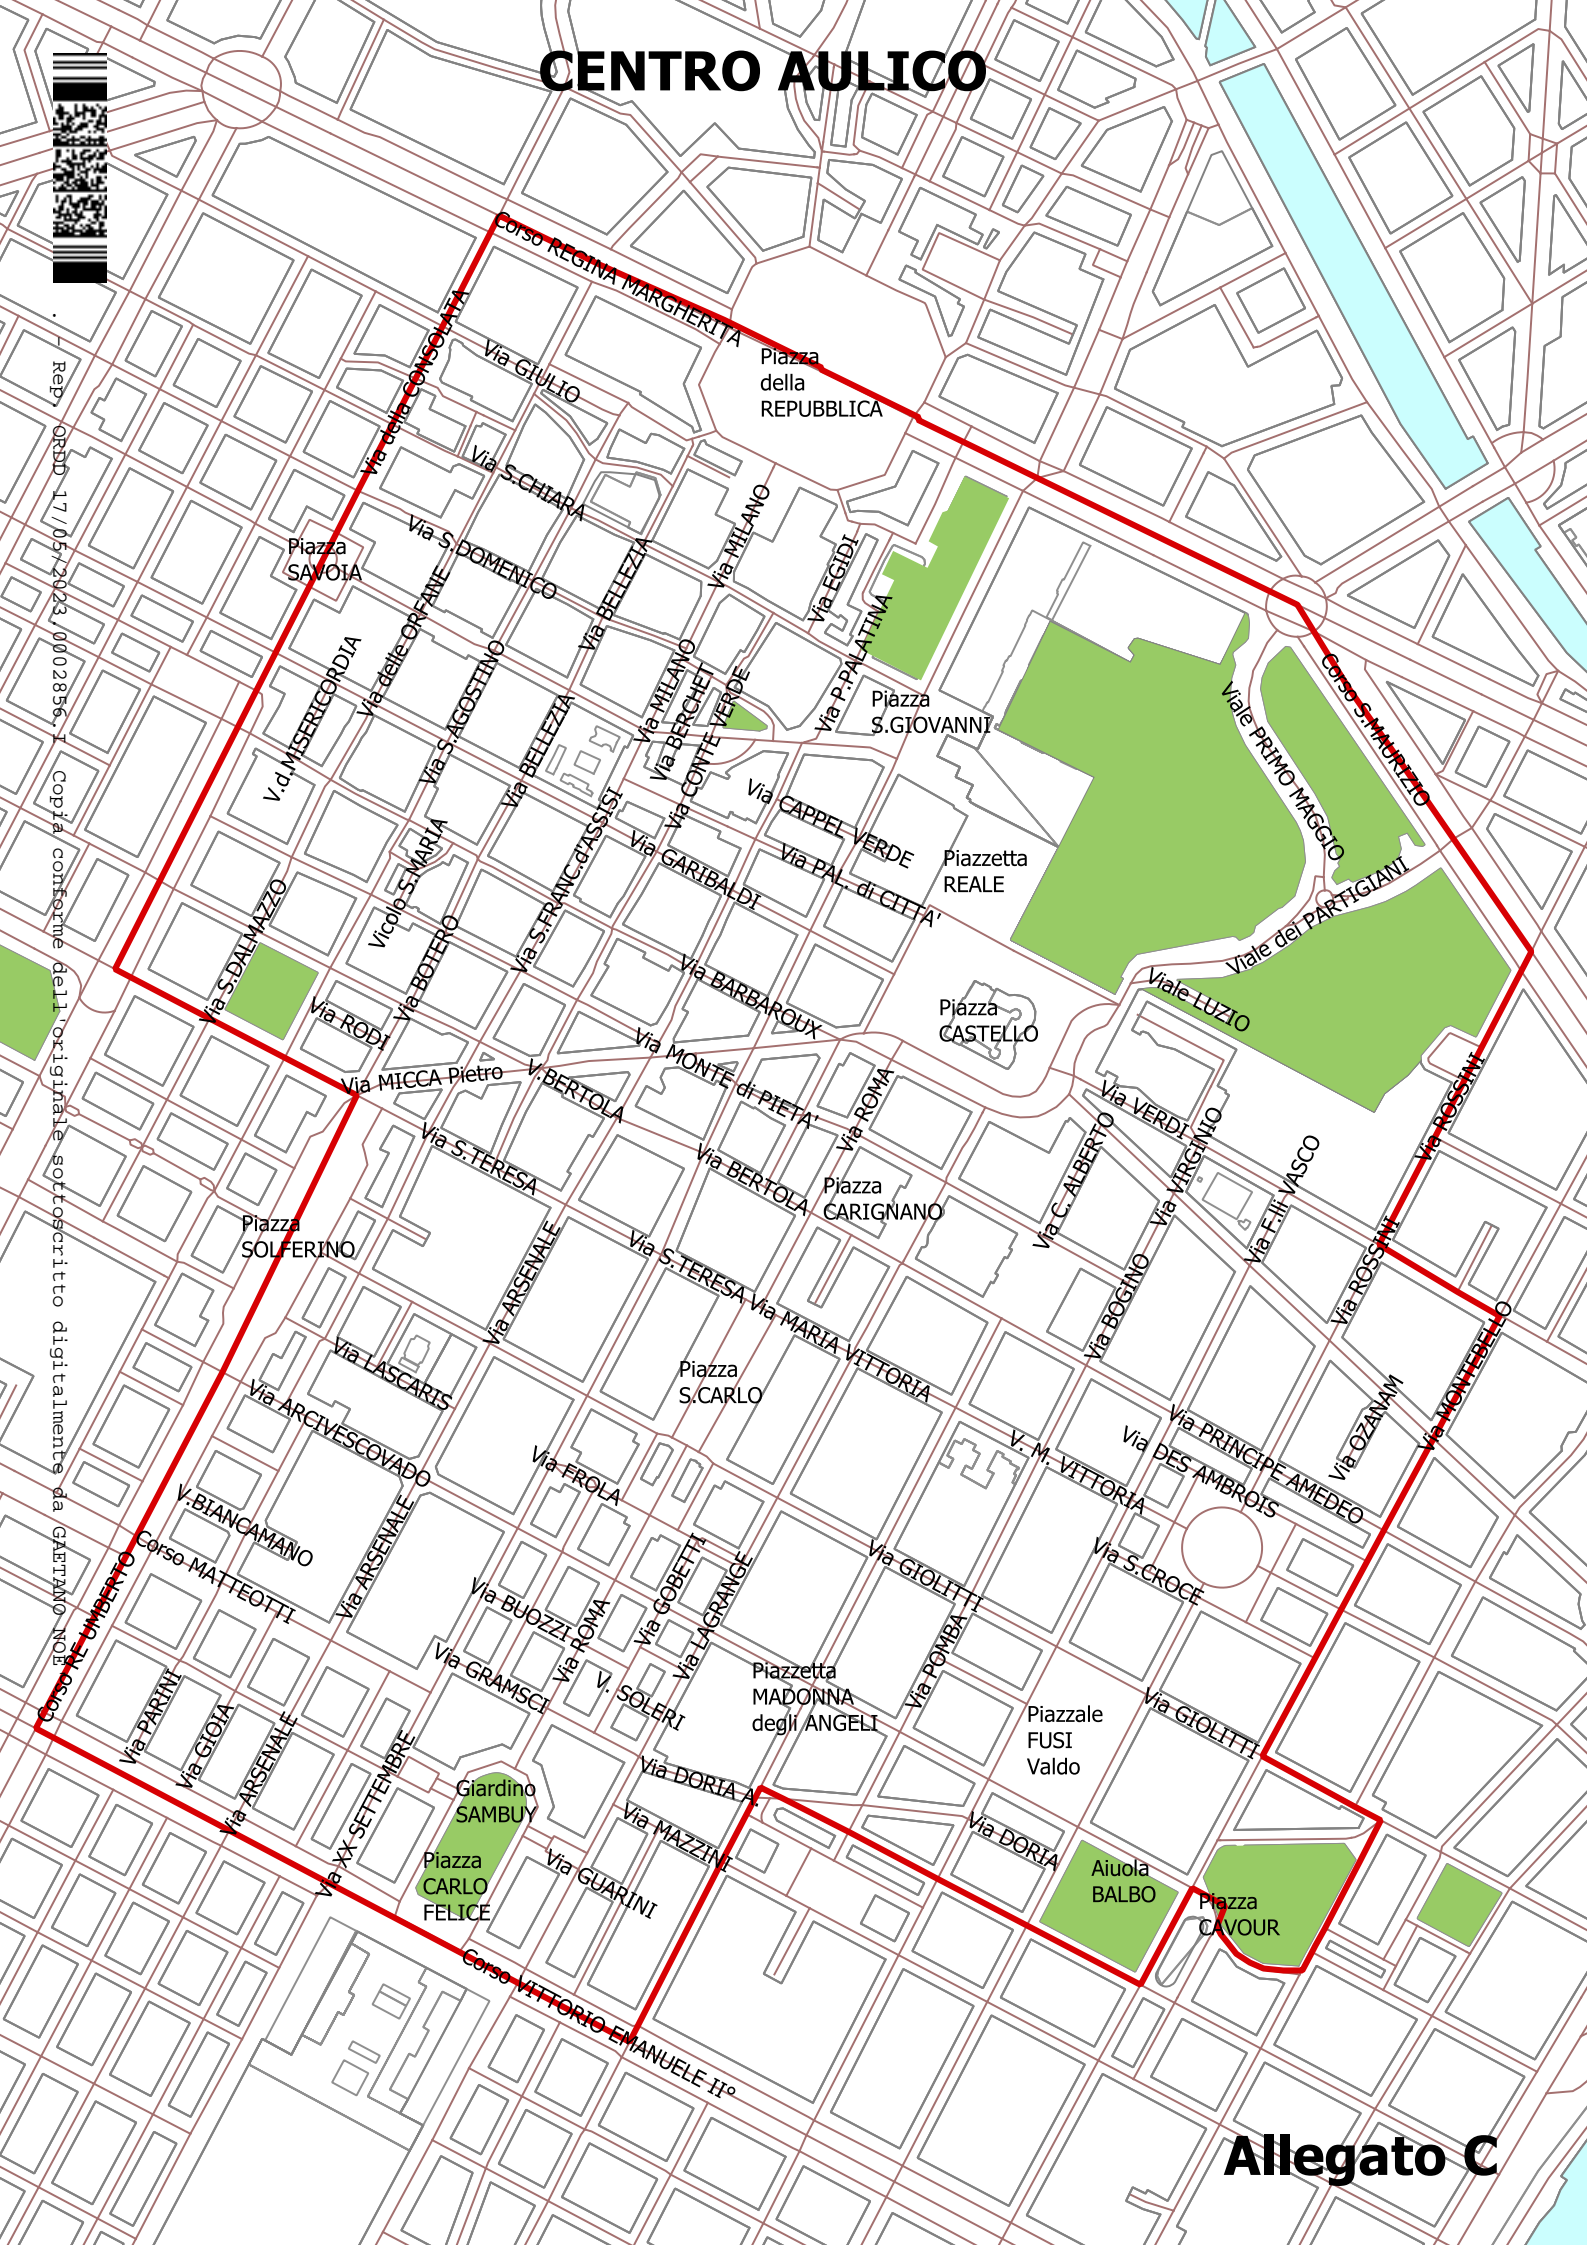 CENTRO AULICO
. - Rep. ORDD 17/05/2023.0002856.I Copia conforme dell'originale sottoscritto digitalmente da GAETANO NOE'
Corso REGINA MARGHERITA
Via della CONSOLATA
Via GIULIO
Piazza
della
REPUBBLICA
Via S.CHIARA
Via S.DOMENICO
Via MILANO
Via EGIDI
Via BELLEZIA
Piazza
SAVOIA
Via delle ORFANE
Via P.PALATINA
V.d.MISERICORDIA
Via S.AGOSTINO
Via BELLEZIA
Via MILANO
Via BERCHET
Via CONTE VERDE
Piazza
S.GIOVANNI
Viale PRIMO MAGGIO
Corso S.MAURIZIO
Via CAPPEL VERDE
Via GARIBALDI
Via PAL. di CITTA'
Piazzetta
REALE
Viale dei PARTIGIANI
Vicolo S.MARIA
Via S.FRANC.d'ASSISI
Via S.DALMAZZO
Via BOTERO
Via RODI
Via BARBAROUX
Piazza
CASTELLO
Viale LUZIO
Via MICCA Pietro
V.BERTOLA
Via MONTE di PIETA'
Via ROMA
Via VERDI
Via ROSSINI
Via S.TERESA
Via BERTOLA
Piazza
CARIGNANO
Via C. ALBERTO
Via VIRGINIO
Via F.lli VASCO
Piazza
SOLFERINO
Via ARSENALE
Via S.TERESA
Via MARIA VITTORIA
Via BOGINO
Via ROSSINI
Via MONTEBELLO
Via LASCARIS
Piazza
S.CARLO
Via ARCIVESCOVADO
Via OZANAM
Via PRINCIPE AMEDEO
Via DES AMBROIS
V. M. VITTORIA
Via FROLA
V.BIANCAMANO
Via ARSENALE
Corso MATTEOTTI
Corso RE UMBERTO
Via GIOLITTI
Via S.CROCE
Via GOBETTI
Via LAGRANGE
Via BUOZZI
Via ROMA
Via GRAMSCI
V. SOLERI
Via POMBA
Piazzetta
MADONNA
degli ANGELI
Piazzale
FUSI
Valdo
Via GIOLITTI
Via PARINI
Via GIOIA
Via ARSENALE
Via XX SETTEMBRE
Giardino
SAMBUY
Via DORIA A.
Via MAZZINI
Via DORIA
Piazza
CARLO
FELICE
Via GUARINI
Aiuola
BALBO
Piazza
CAVOUR
Corso VITTORIO EMANUELE II°
Allegato C